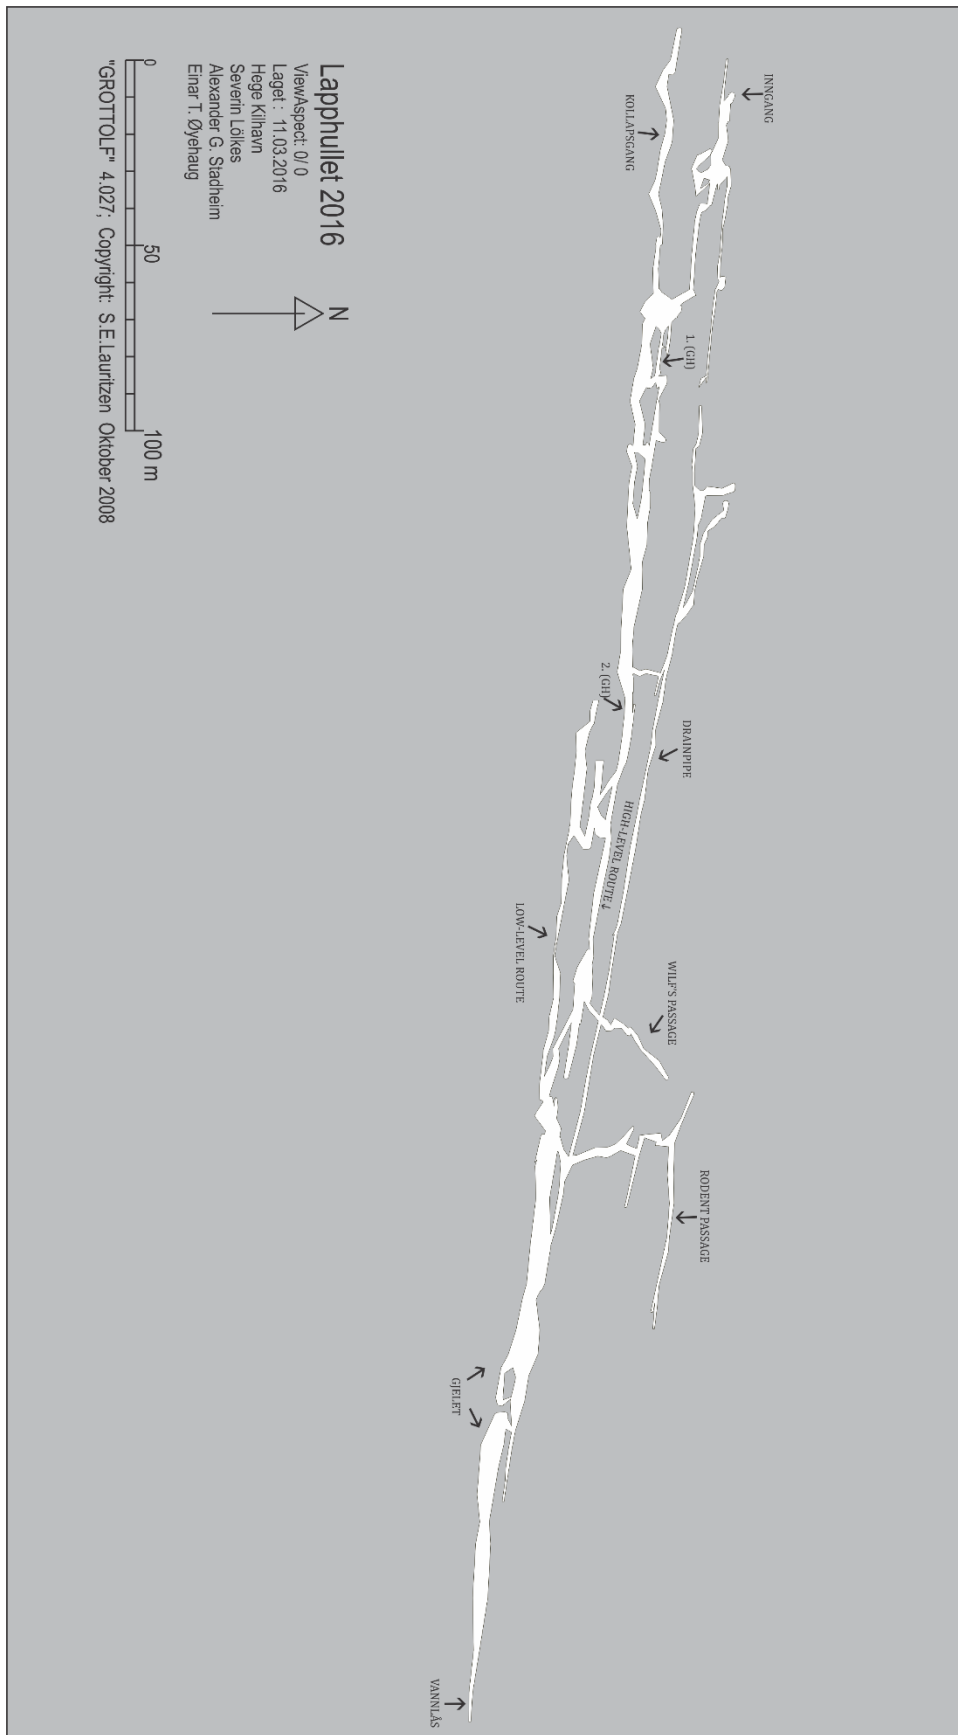 Lapphullet 2016
ViewAspect: 0/ 0
Laget : 11.03.2016
Hege Kilhavn
Severin Lölkes
Alexander G. Stadheim
Einar T. Øyehaug
N
0
50
100 m
"GROTTOLF" 4.027; Copyright: S.E.Lauritzen Oktober 2008
INNGANG
KOLLAPSGANG
1. (GH)
2. (GH)
DRAINPIPE
HIGH-LEVEL ROUTE↓
LOW-LEVEL ROUTE
WILF'S PASSAGE
RODENT PASSAGE
GJELET
VANNLÅS